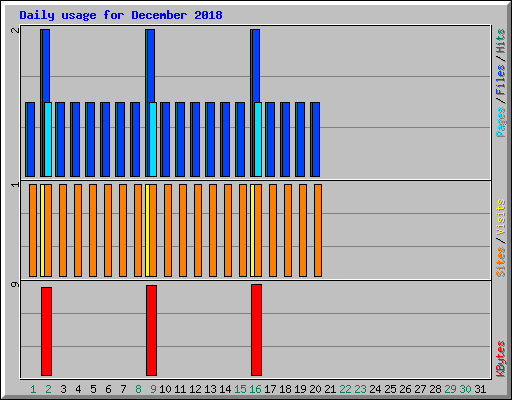 Daily usage for December 2018
2
1
9
Pages / Files / Hits
Sites / Visits
KBytes
1 2 3 4 5 6 7 8 9 10 11 12 13 14 15 16 17 18 19 20 21 22 23 24 25 26 27 28 29 30 31